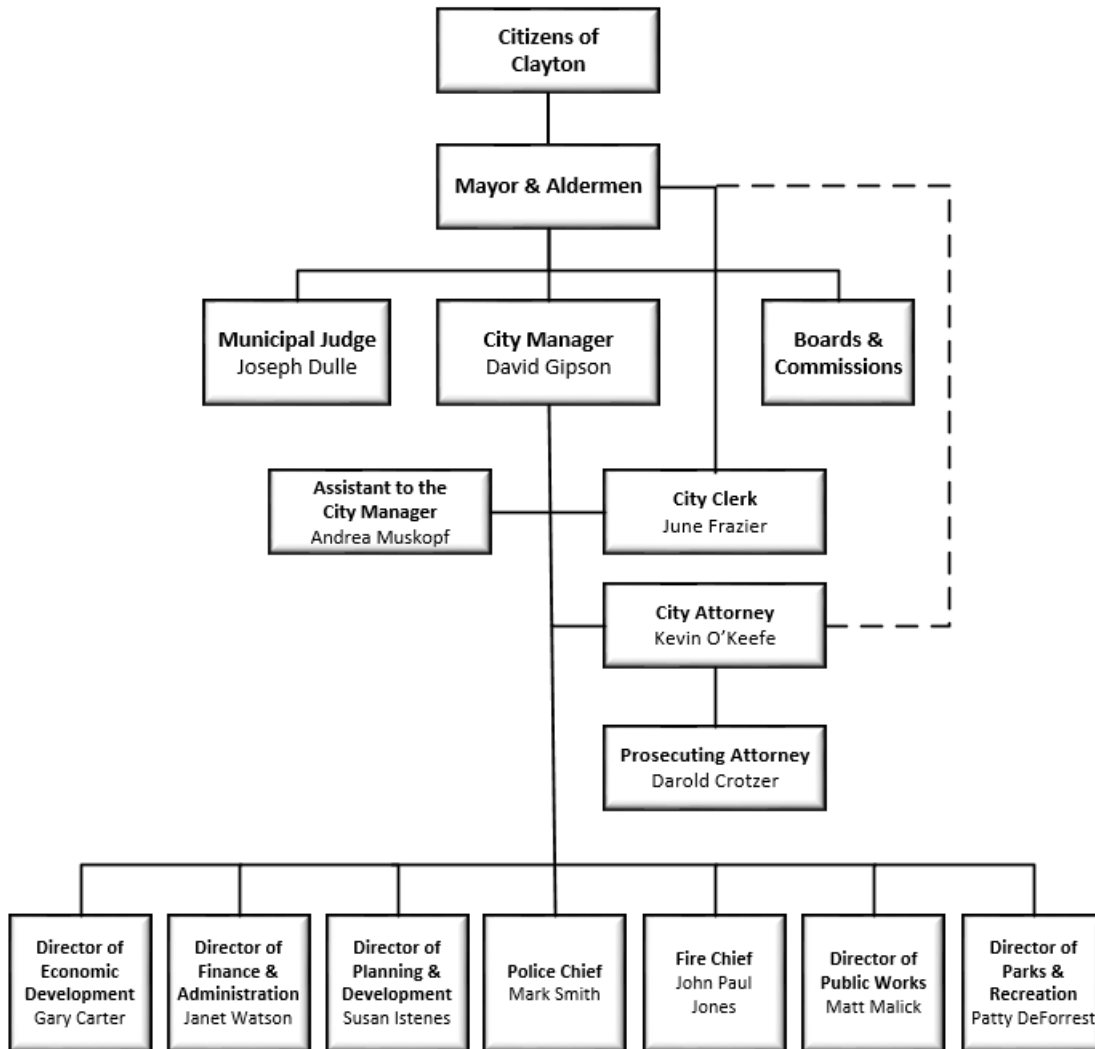 Citizens of
Clayton
Mayor & Aldermen
Municipal Judge
Joseph Dulle
City Manager
David Gipson
Boards &
Commissions
Assistant to the
City Manager
Andrea Muskopf
City Clerk
June Frazier
City Attorney
Kevin O’Keefe
Prosecuting Attorney
Darold Crotzer
Director of
Economic
Development
Gary Carter
Director of
Finance &
Administration
Janet Watson
Director of
Planning &
Development
Susan Istenes
Police Chief
Mark Smith
Fire Chief
John Paul
Jones
Director of
Public Works
Matt Malick
Director of
Parks &
Recreation
Patty DeForrest